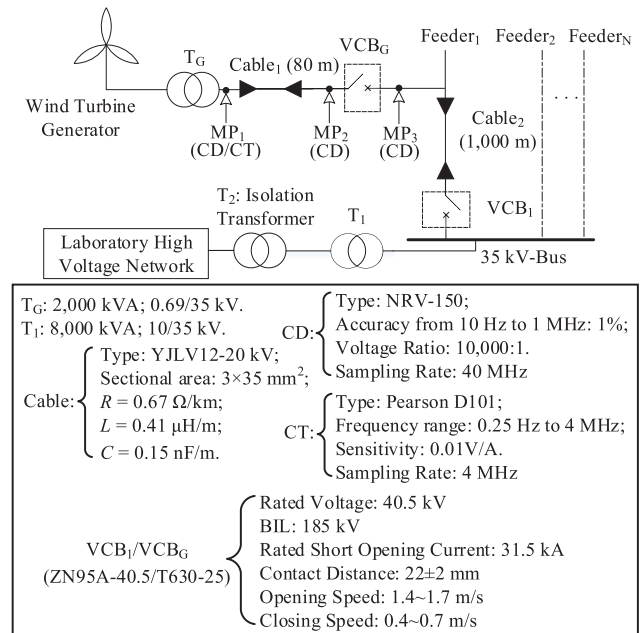 VCB_G
Feeder₁ Feeder₂ Feeder_N
T_G
Cable₁ (80 m)
Wind Turbine
Generator
MP₁
(CD/CT)
MP₂
(CD)
MP₃
(CD)
Cable₂
(1,000 m)
...
T₂: Isolation
Transformer
T₁
VCB₁
Laboratory High
Voltage Network
35 kV-Bus
T_G: 2,000 kVA; 0.69/35 kV.
T₁: 8,000 kVA; 10/35 kV.
Cable:
Type: YJLV12-20 kV;
Sectional area: 3×35 mm²;
R = 0.67 Ω/km;
L = 0.41 μH/m;
C = 0.15 nF/m.
CD:
Type: NRV-150;
Accuracy from 10 Hz to 1 MHz: 1%;
Voltage Ratio: 10,000:1.
Sampling Rate: 40 MHz
CT:
Type: Pearson D101;
Frequency range: 0.25 Hz to 4 MHz;
Sensitivity: 0.01V/A.
Sampling Rate: 4 MHz
VCB₁/VCB_G
(ZN95A-40.5/T630-25)
Rated Voltage: 40.5 kV
BIL: 185 kV
Rated Short Opening Current: 31.5 kA
Contact Distance: 22±2 mm
Opening Speed: 1.4~1.7 m/s
Closing Speed: 0.4~0.7 m/s